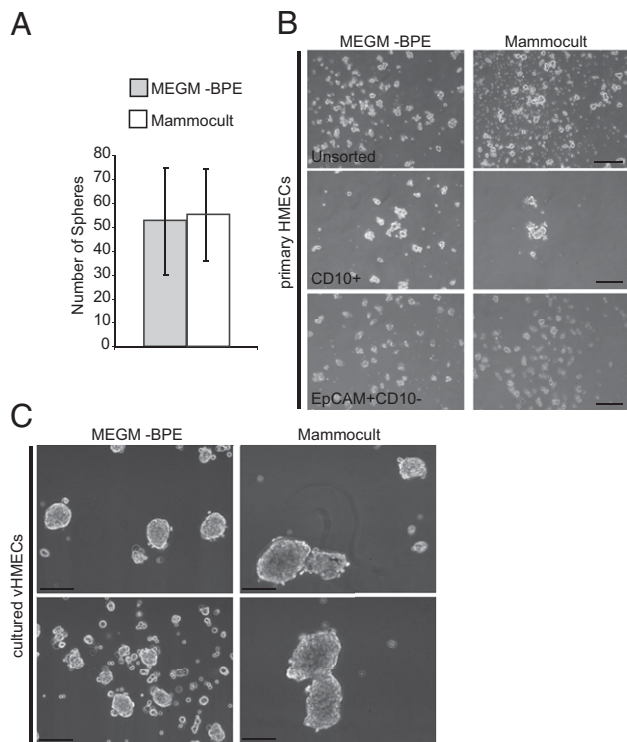 A
MEGM -BPE
Mammocult
80
70
60
50
40
30
20
10
0
Number of Spheres
B
MEGM -BPE
Mammocult
primary HMECs
Unsorted
CD10+
EpCAM+CD10-
C
MEGM -BPE
Mammocult
cultured vHMECs